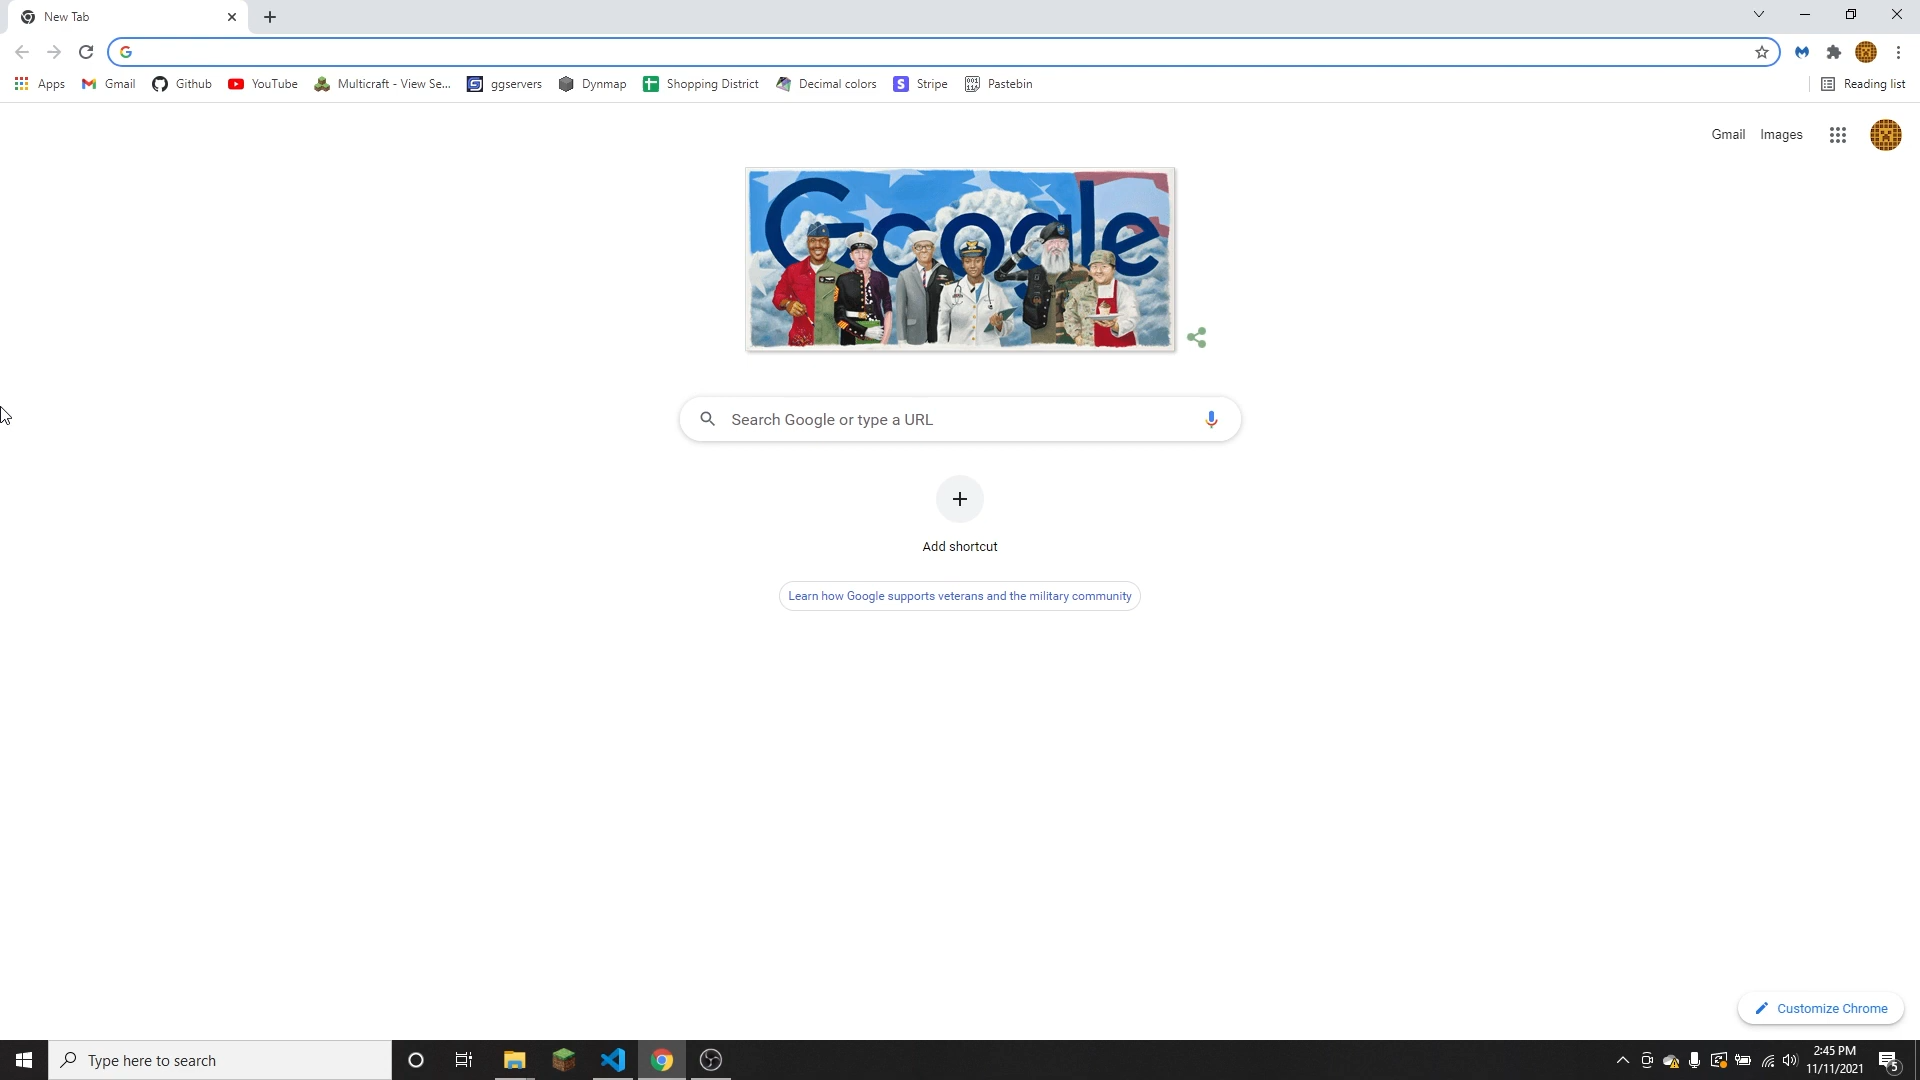 New Tab
Apps Gmail Github YouTube Multicraft - View Se... ggservers Dynmap Shopping District Decimal colors Stripe Pastebin Reading list
Gmail Images
Google
Search Google or type a URL
Add shortcut
Learn how Google supports veterans and the military community
Customize Chrome
Type here to search
2:45 PM
11/11/2021
5